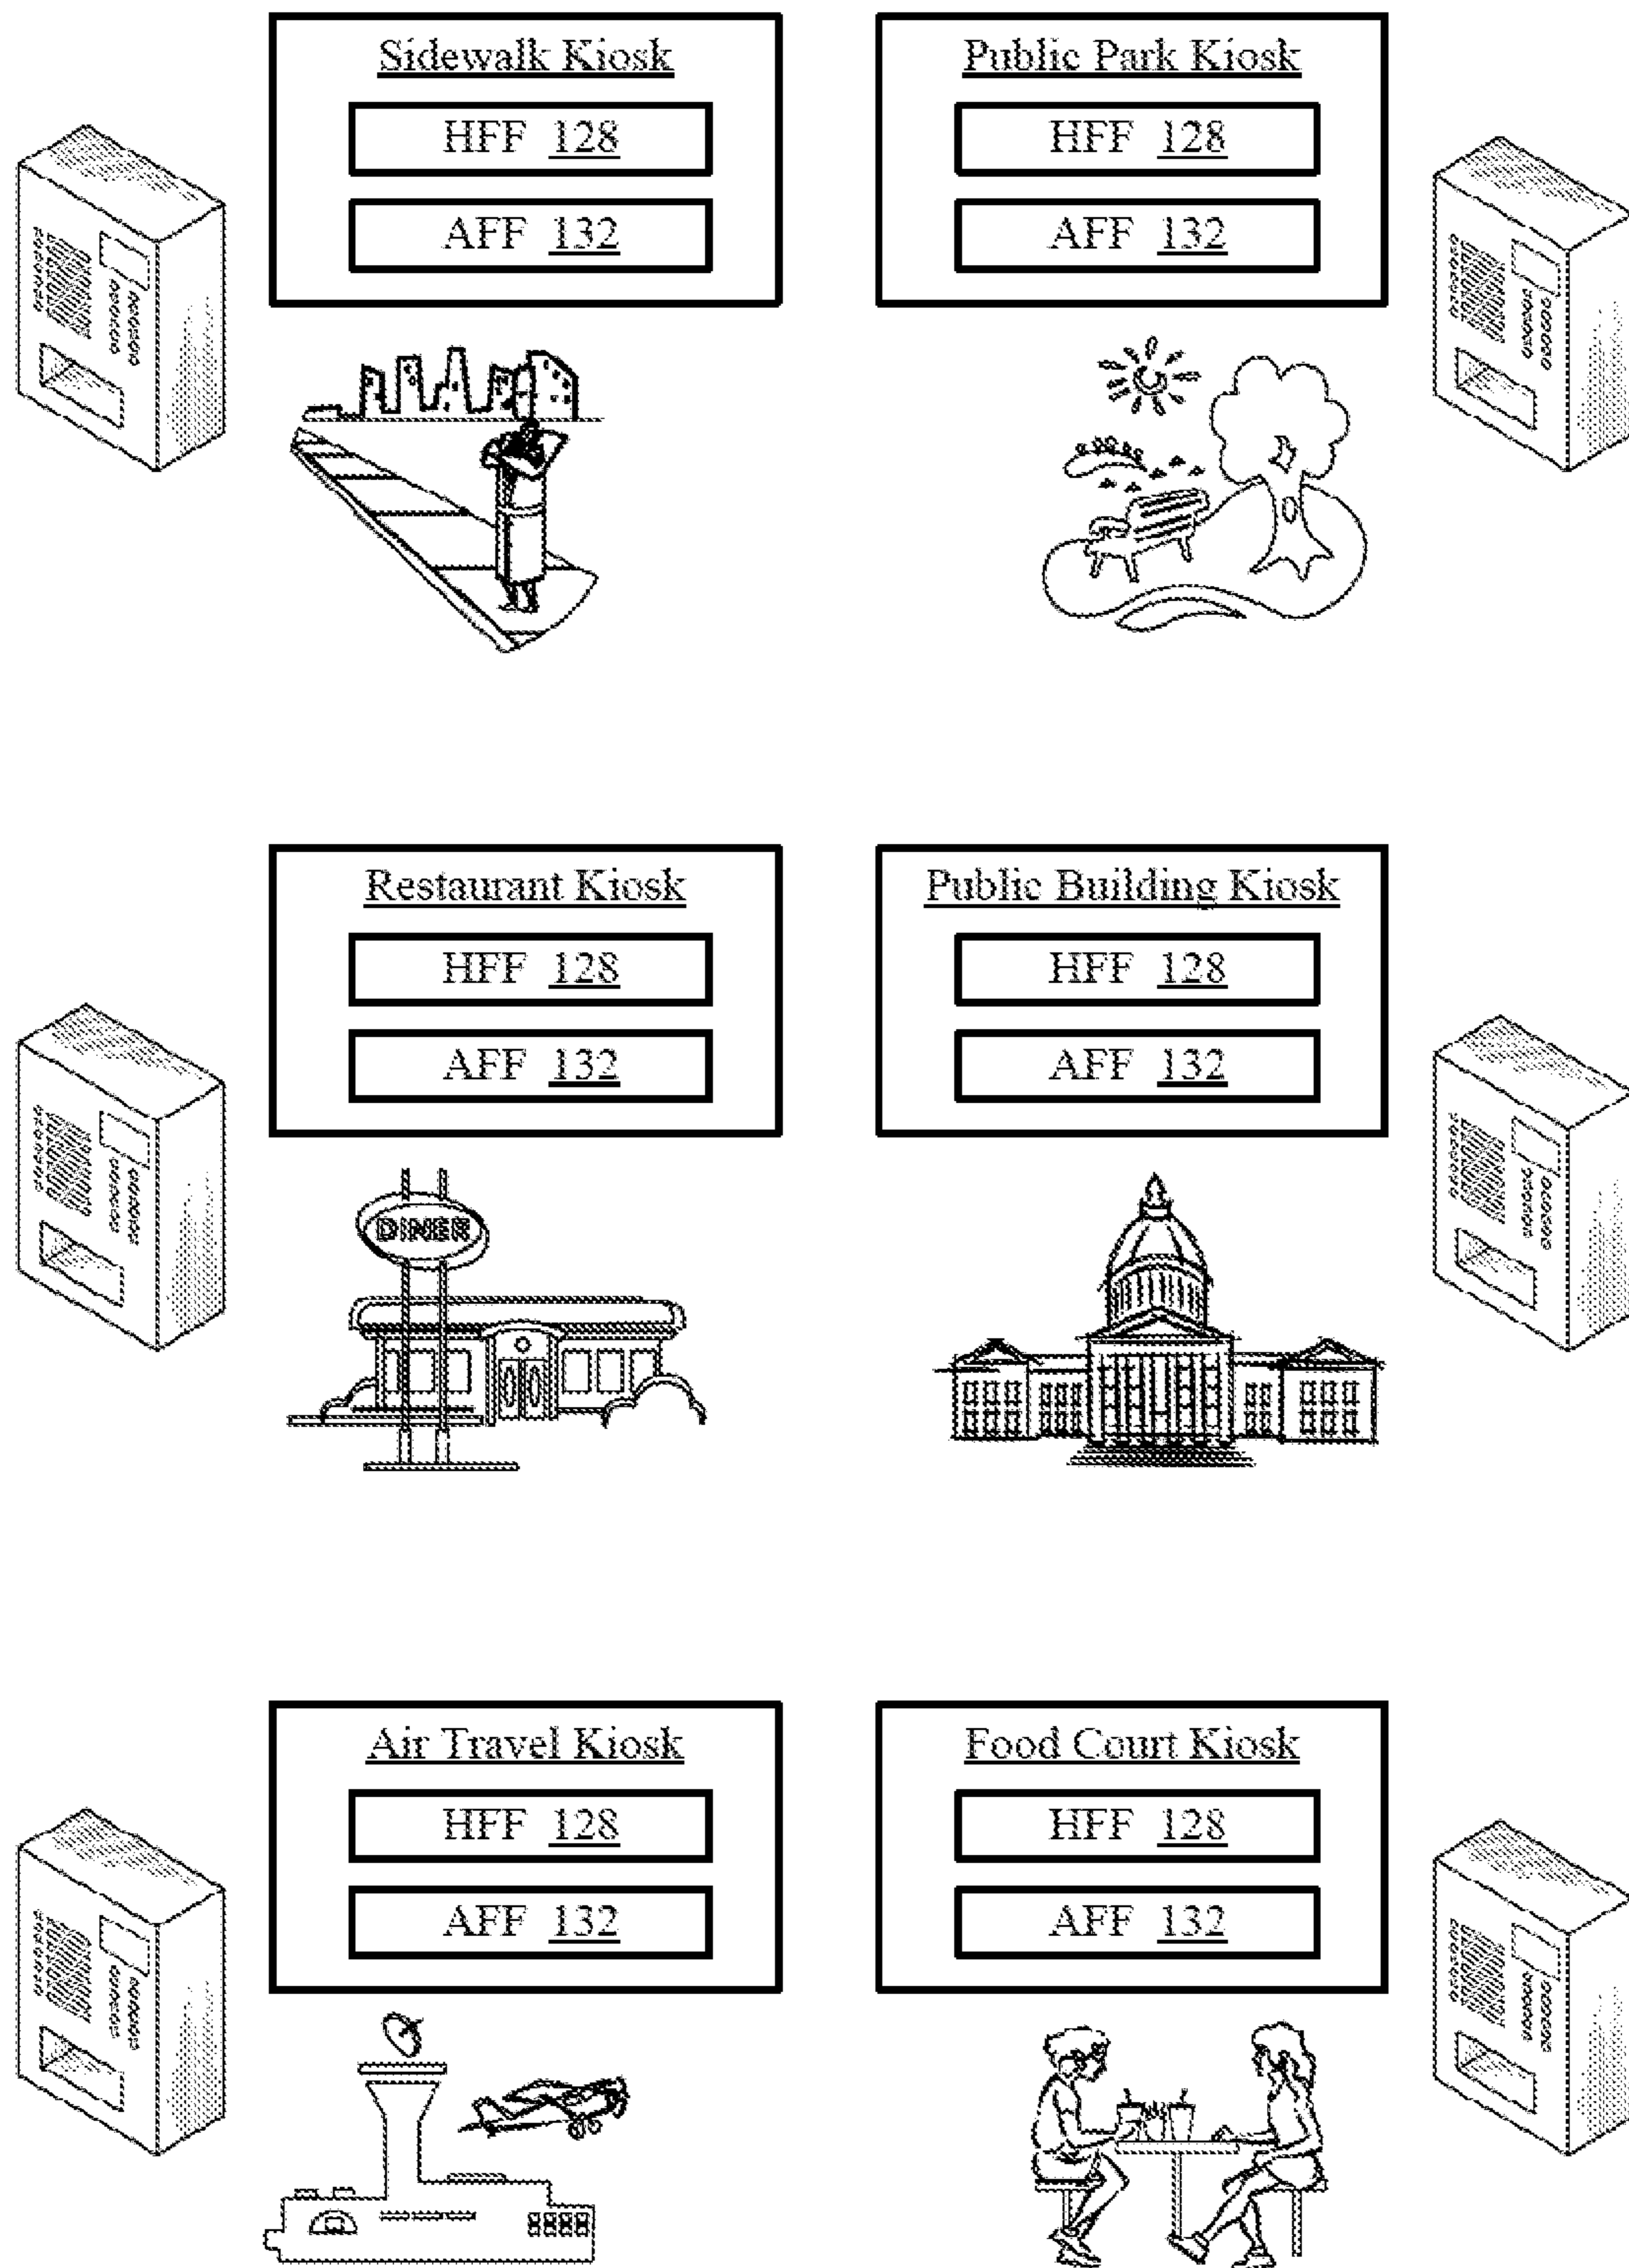 Sidewalk Kiosk
HFF 128
AFF 132
Public Park Kiosk
HFF 128
AFF 132
Restaurant Kiosk
HFF 128
AFF 132
DINER
Public Building Kiosk
HFF 128
AFF 132
Air Travel Kiosk
HFF 128
AFF 132
Food Court Kiosk
HFF 128
AFF 132